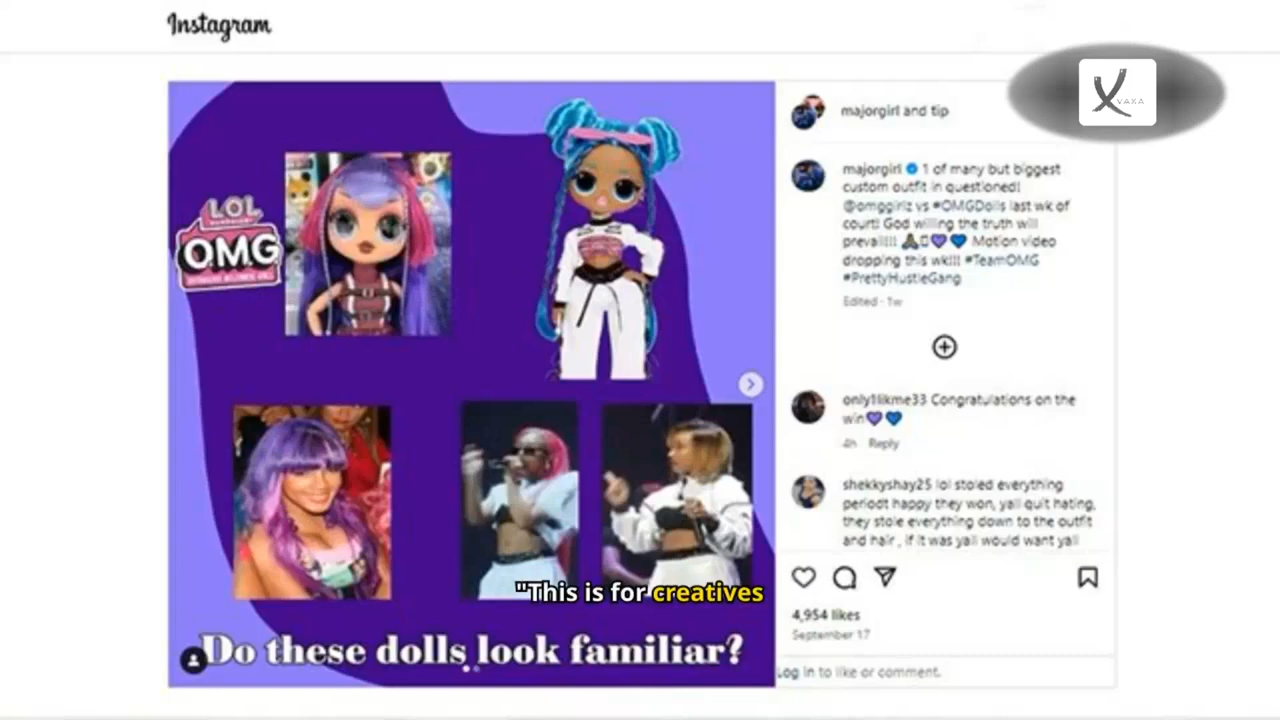 Instagram
X
VAXA
LOL
O.M.G
Do these dolls look familiar?
"This is for creatives
majorgirl and tip
majorgirl 1 of many but biggest
custom outfit in questioned!
@omggirlz vs #OMGDolls last wk of
court! God willing the truth will
prevail!!! 🙏🏽💜💙 Motion video
dropping this wk!!! #TeamOMG
#PrettyHustleGang
Edited · 1w
only1likme33 Congratulations on the
win💜💙
4h Reply
shekkyshay25 lol stoled everything
periodt happy they won, yall quit hating,
they stole everything down to the outfit
and hair , if it was yall would want yall
4,954 likes
September 17
Log in to like or comment.